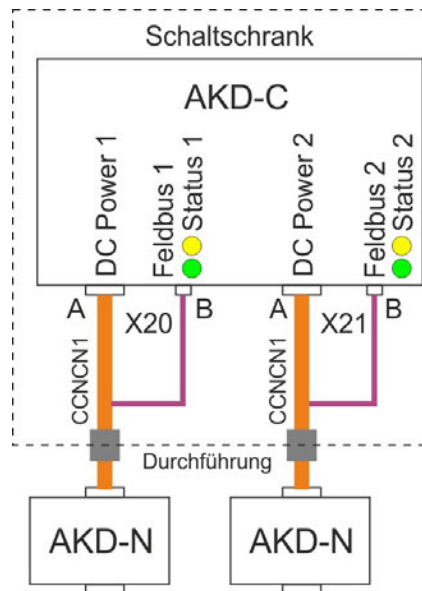 Schaltschrank
AKD-C
DC Power 1
Feldbus 1
Status 1
DC Power 2
Feldbus 2
Status 2
A
X20
B
A
X21
B
CCNCN1
CCNCN1
Durchführung
AKD-N
AKD-N